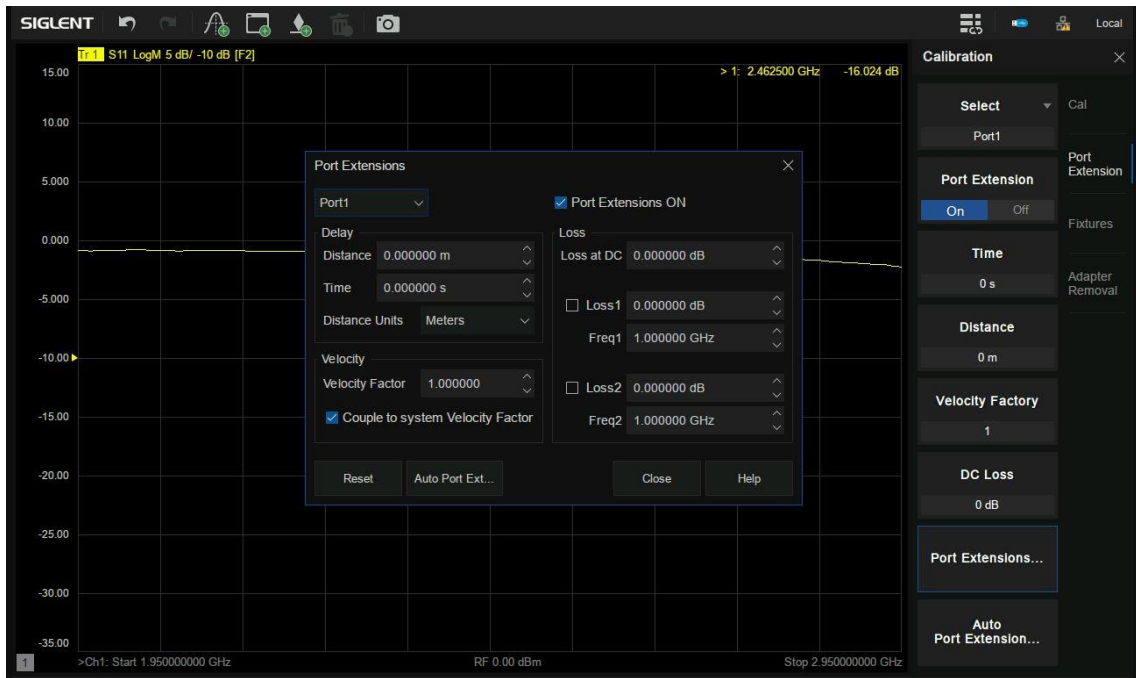 SIGLENT
Local
Tr 1 S11 LogM 5 dB/ -10 dB [F2]
> 1: 2.462500 GHz -16.024 dB
15.00
10.00
5.000
0.000
-5.000
-10.00
-15.00
-20.00
-25.00
-30.00
-35.00
Port Extensions
Port1
Port Extensions ON
Delay
Distance 0.000000 m
Time 0.000000 s
Distance Units Meters
Velocity
Velocity Factor 1.000000
Couple to system Velocity Factor
Loss
Loss at DC 0.000000 dB
Loss1 0.000000 dB
Freq1 1.000000 GHz
Loss2 0.000000 dB
Freq2 1.000000 GHz
Reset
Auto Port Ext...
Close
Help
1
>Ch1: Start 1.950000000 GHz
RF 0.00 dBm
Stop 2.950000000 GHz
Calibration
Select
Port1
Port Extension
On Off
Time
0 s
Distance
0 m
Velocity Factory
1
DC Loss
0 dB
Port Extensions...
Auto
Port Extension...
Cal
Port
Extension
Fixtures
Adapter
Removal